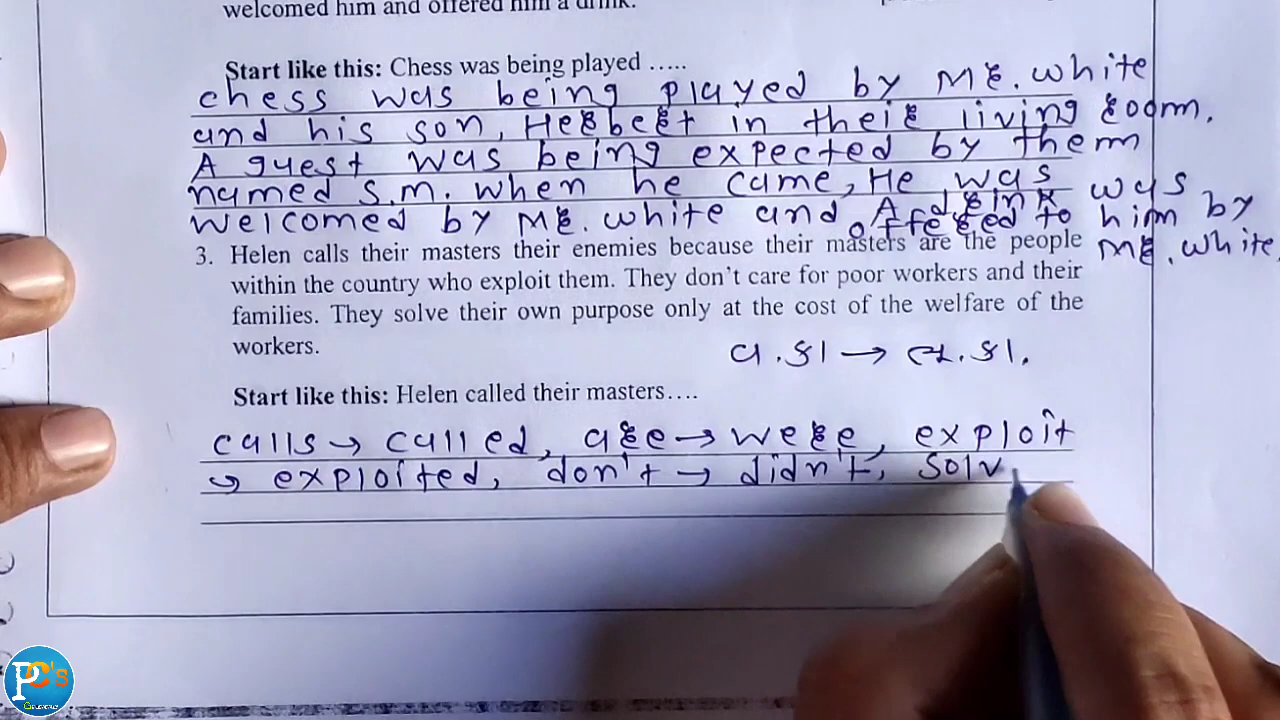 welcomed him and offered him a drink.
Start like this: Chess was being played .....
chess was being played by Mr. white
and his son, Herbert in their living room.
A guest was being expected by them
named S.M. when he came, He was
welcomed by Mr. white and A drink was
offered to him by
Mr. white.
3. Helen calls their masters their enemies because their masters are the people
within the country who exploit them. They don't care for poor workers and their
families. They solve their own purpose only at the cost of the welfare of the
workers.
Start like this: Helen called their masters....
calls → called, are → were, exploit
→ exploited, don't → didn't, solv
PC's